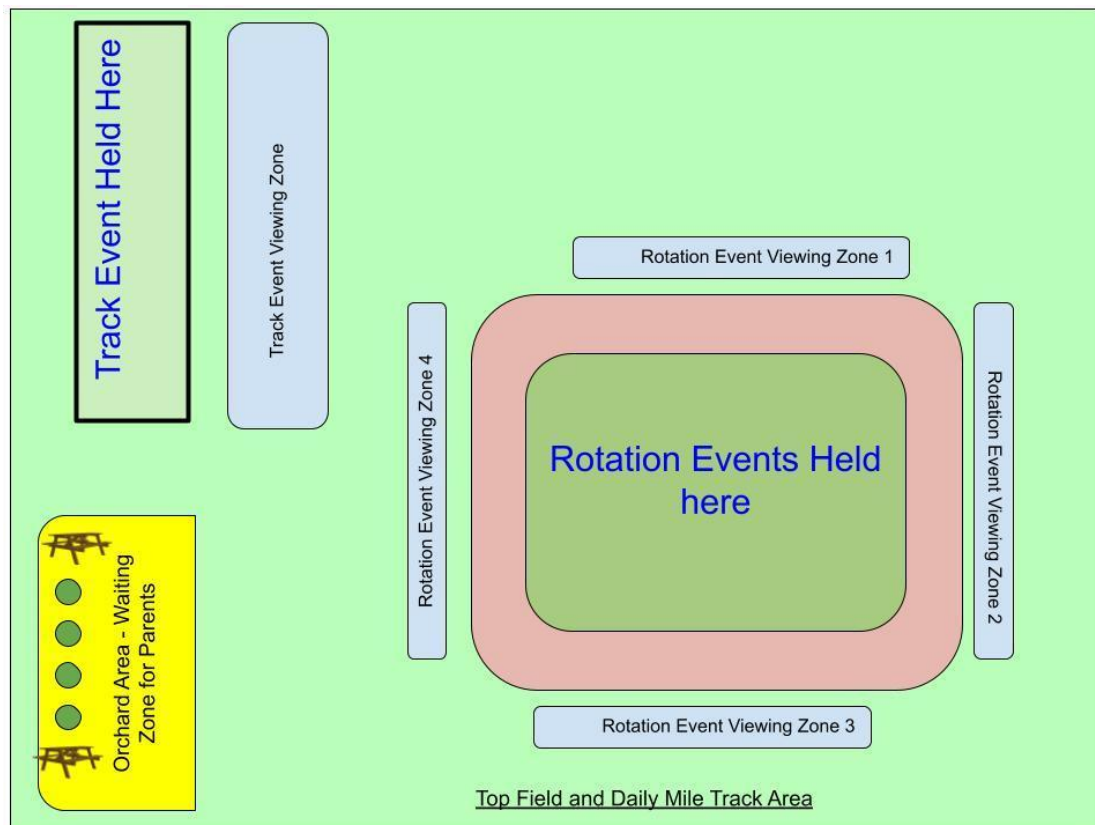 Track Event Held Here
Track Event Viewing Zone
Rotation Event Viewing Zone 1
Rotation Event Viewing Zone 4
Rotation Events Held
here
Rotation Event Viewing Zone 2
Orchard Area - Waiting
Zone for Parents
Rotation Event Viewing Zone 3
Top Field and Daily Mile Track Area